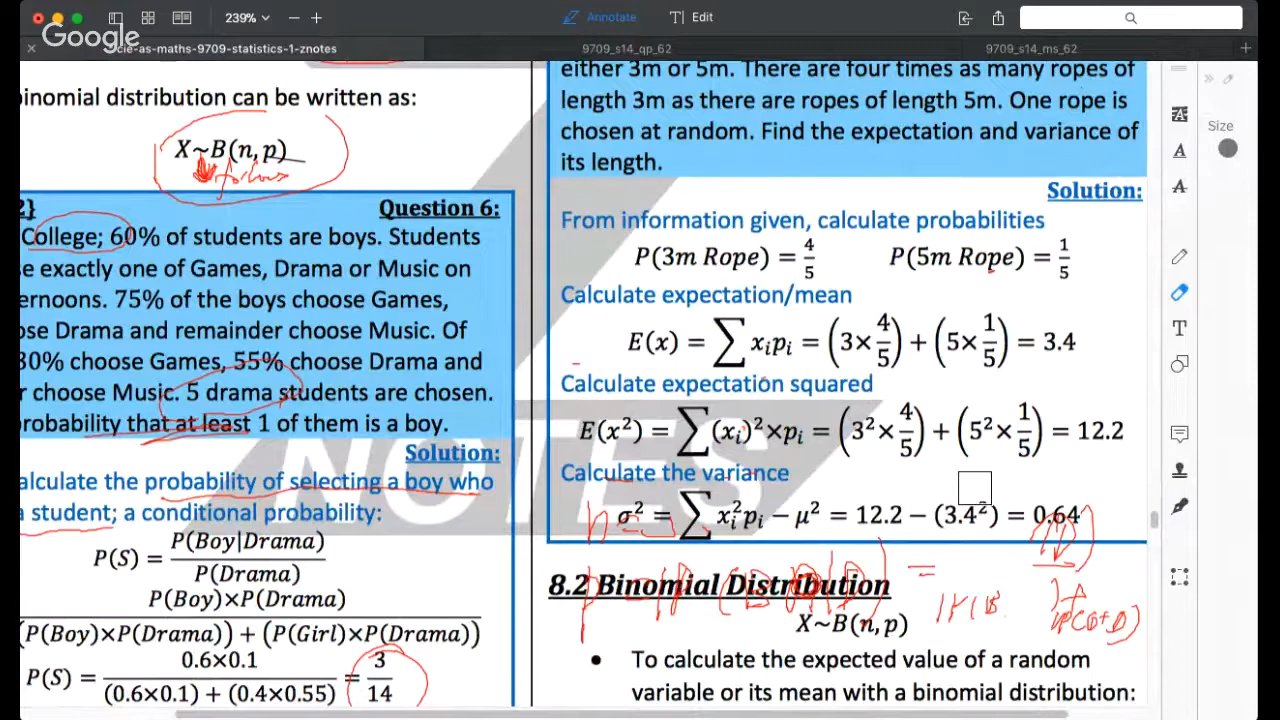 239%
Annotate
Edit
Google
cie-as-maths-9709-statistics-1-znotes
9709_s14_qp_62
9709_s14_ms_62
Size
inomial distribution can be written as:
X~B(n, p)
2}
Question 6:
College; 60% of students are boys. Students
e exactly one of Games, Drama or Music on
ernoons. 75% of the boys choose Games,
ose Drama and remainder choose Music. Of
30% choose Games, 55% choose Drama and
r choose Music. 5 drama students are chosen.
robability that at least 1 of them is a boy.
Solution:
alculate the probability of selecting a boy who
a student; a conditional probability:
P(S) = P(Boy|Drama) / P(Drama)
P(Boy)×P(Drama)
(P(Boy)×P(Drama)) + (P(Girl)×P(Drama))
P(S) = 0.6×0.1 / (0.6×0.1) + (0.4×0.55) = 3/14
either 3m or 5m. There are four times as many ropes of
length 3m as there are ropes of length 5m. One rope is
chosen at random. Find the expectation and variance of
its length.
Solution:
From information given, calculate probabilities
P(3m Rope) = 4/5 P(5m Rope) = 1/5
Calculate expectation/mean
E(x) = ∑ xᵢpᵢ = (3×4/5) + (5×1/5) = 3.4
Calculate expectation squared
E(x²) = ∑(xᵢ)²×pᵢ = (3²×4/5) + (5²×1/5) = 12.2
Calculate the variance
σ² = ∑ xᵢ²pᵢ − μ² = 12.2 − (3.4²) = 0.64
8.2 Binomial Distribution
X~B(n, p)
• To calculate the expected value of a random
variable or its mean with a binomial distribution:
NOTES